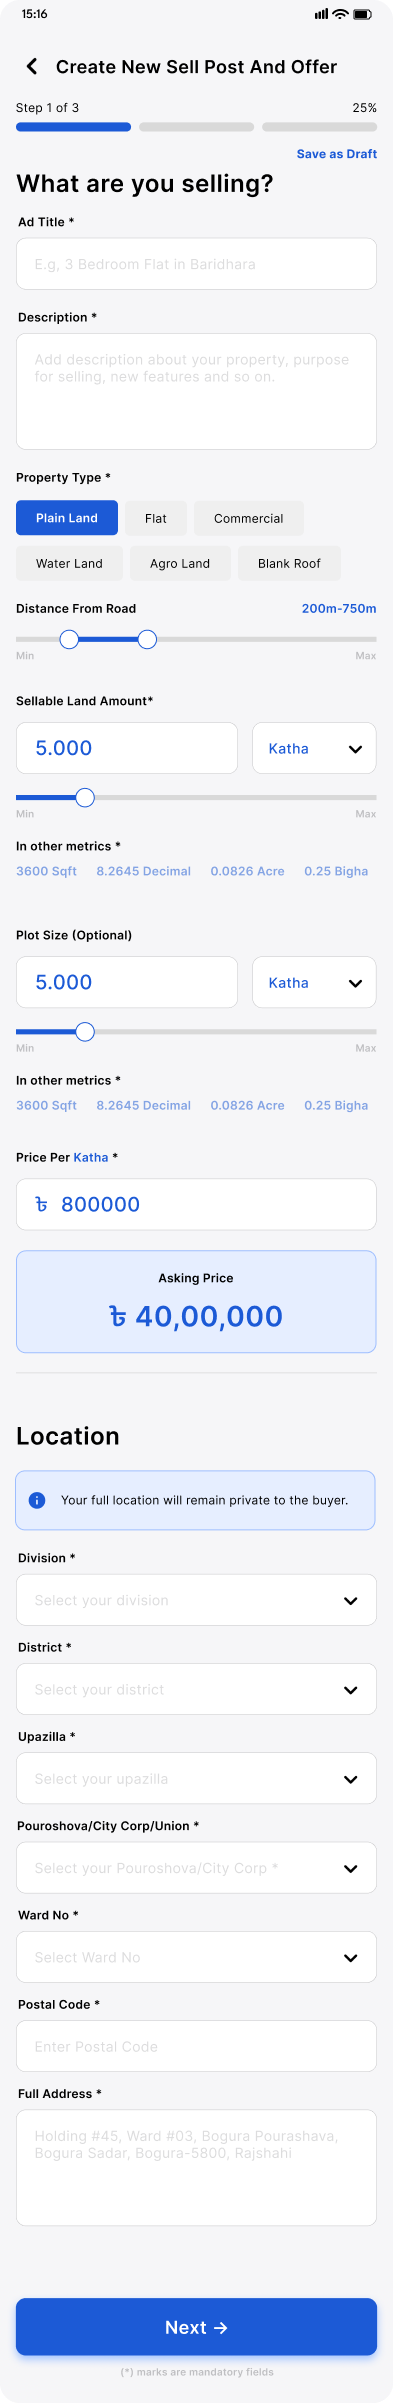 15:16
Create New Sell Post And Offer
Step 1 of 3 25%
Save as Draft
What are you selling?
Ad Title *
E.g, 3 Bedroom Flat in Baridhara
Description *
Add description about your property, purpose
for selling, new features and so on.
Property Type *
Plain Land Flat Commercial
Water Land Agro Land Blank Roof
Distance From Road 200m-750m
Min Max
Sellable Land Amount*
5.000 Katha
Min Max
In other metrics *
3600 Sqft 8.2645 Decimal 0.0826 Acre 0.25 Bigha
Plot Size (Optional)
5.000 Katha
Min Max
In other metrics *
3600 Sqft 8.2645 Decimal 0.0826 Acre 0.25 Bigha
Price Per Katha *
৳ 800000
Asking Price
৳ 40,00,000
Location
Your full location will remain private to the buyer.
Division *
Select your division
District *
Select your district
Upazilla *
Select your upazilla
Pouroshova/City Corp/Union *
Select your Pouroshova/City Corp *
Ward No *
Select Ward No
Postal Code *
Enter Postal Code
Full Address *
Holding #45, Ward #03, Bogura Pourashava,
Bogura Sadar, Bogura-5800, Rajshahi
Next →
(*) marks are mandatory fields